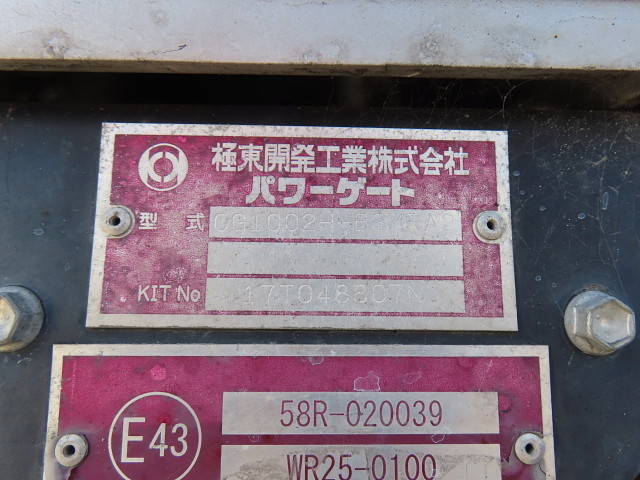 極東開発工業株式会社
パワーゲート
型 式
KIT No
E43
58R-020039
WR25-0100